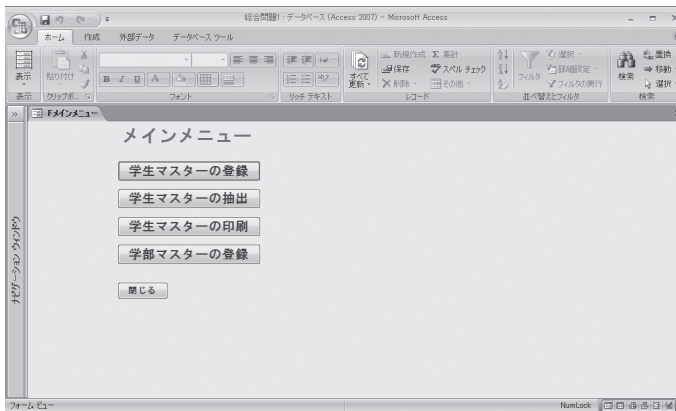 総合問題1 : データベース (Access 2007) - Microsoft Access
ホーム 作成 外部データ データベース ツール
表示
貼り付け
B I U A
すべて更新
新規作成 Σ 集計
保存 スペル チェック
削除 その他
フィルタ
選択
詳細設定
フィルタの実行
検索
置換
移動
選択
表示 クリップボ... フォント リッチ テキスト レコード 並べ替えとフィルタ 検索
Fメインメニュー
メインメニュー
学生マスターの登録
学生マスターの抽出
学生マスターの印刷
学部マスターの登録
閉じる
ナビゲーション ウィンドウ
フォーム ビュー NumLock